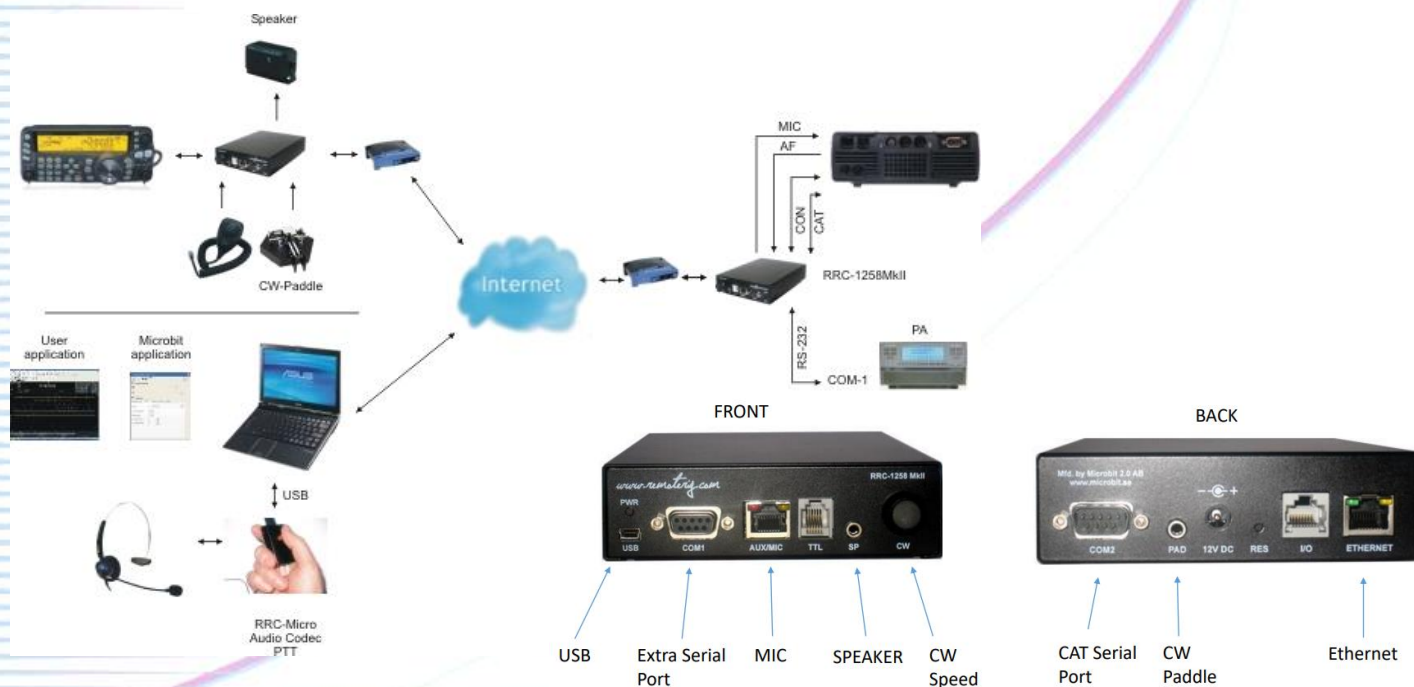 Speaker
CW-Paddle
Internet
MIC
AF
CON
CAT
RRC-1258MkII
RS-232
COM-1
PA
User
application
Microbit
application
ASUS
USB
RRC-Micro
Audio Codec
PTT
FRONT
www.remoterig.com
RRC-1258 MkII
PWR
USB
COM1
AUX/MIC
TTL
SP
CW
USB
Extra Serial
Port
MIC
SPEAKER
CW
Speed
BACK
Mfd. by Microbit 2.0 AB
www.microbit.se
COM2
PAD
12V DC
RES
I/O
ETHERNET
CAT Serial
Port
CW
Paddle
Ethernet